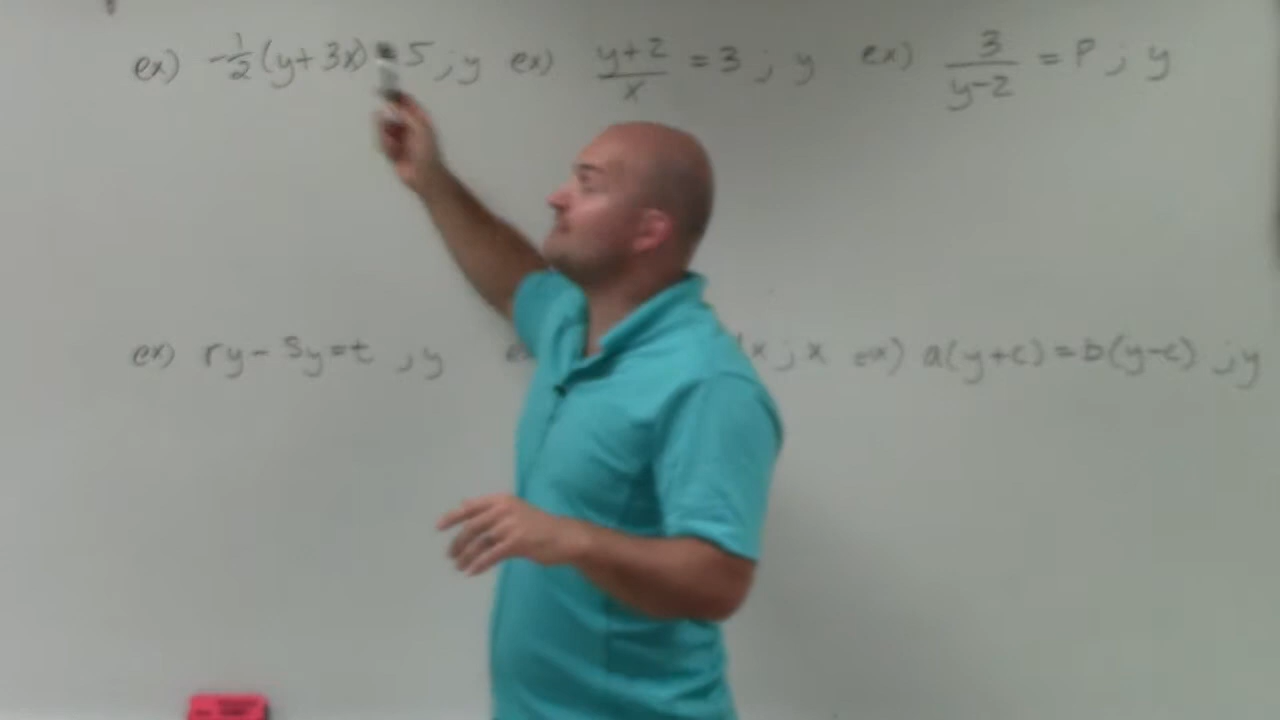 ex) -1/2(y+3x) = 5 ; y ex) y+2/x = 3 ; y ex) 3/y-2 = P ; y
ex) ry - sy = t , y x ; x ex) a(y+c) = b(y-c) ; y